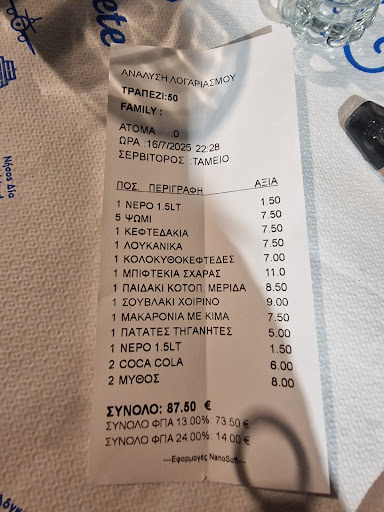 ete
Νήσος Δία
ΑΝΑΛΥΣΗ ΛΟΓΑΡΙΑΣΜΟΥ
ΤΡΑΠΕΖΙ:50
FAMILY :
ΑΤΟΜΑ :0
ΩΡΑ :16/7/2025 22:28
ΣΕΡΒΙΤΟΡΟΣ :ΤΑΜΕΙΟ
ΠΟΣ. ΠΕΡΙΓΡΑΦΗ ΑΞΙΑ
1 ΝΕΡΟ 1.5LT 1.50
5 ΨΩΜΙ 7.50
1 ΚΕΦΤΕΔΑΚΙΑ 7.50
1 ΛΟΥΚΑΝΙΚΑ 7.50
1 ΚΟΛΟΚΥΘΟΚΕΦΤΕΔΕΣ 7.00
1 ΜΠΙΦΤΕΚΙΑ ΣΧΑΡΑΣ 11.0
1 ΠΑΙΔΑΚΙ ΚΟΤΟΠ. ΜΕΡΙΔΑ 8.50
1 ΣΟΥΒΛΑΚΙ ΧΟΙΡΙΝΟ 9.00
1 ΜΑΚΑΡΟΝΙΑ ΜΕ ΚΙΜΑ 7.50
1 ΠΑΤΑΤΕΣ ΤΗΓΑΝΗΤΕΣ 5.00
1 ΝΕΡΟ 1.5LT 1.50
2 COCA COLA 6.00
2 ΜΥΘΟΣ 8.00
ΣΥΝΟΛΟ: 87.50 €
ΣΥΝΟΛΟ ΦΠΑ 13.00%: 73.50 €
ΣΥΝΟΛΟ ΦΠΑ 24.00%: 14.00 €
---Εφαρμογές NanoSoft---